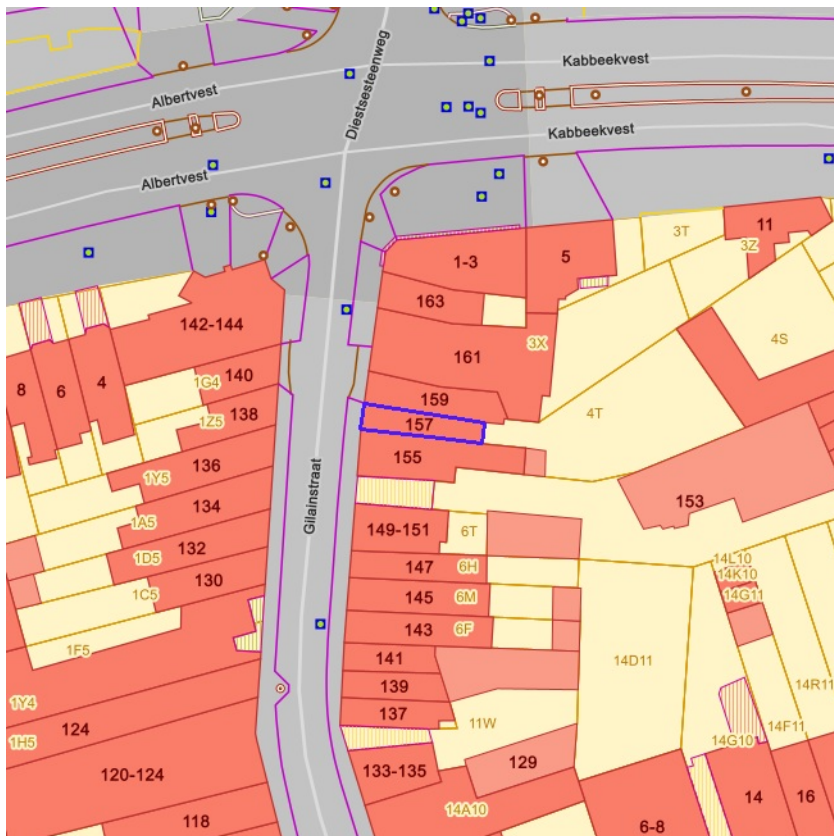 Diestsesteenweg
Kabbeekvest
Albertvest
Kabbeekvest
Albertvest
11
3T
3Z
1-3
5
163
142-144
3X
4S
161
8
6
4
1G4
140
159
4T
1Z5
138
157
155
136
1Y5
153
134
Gilainstraat
149-151
6T
1A5
132
1D5
147
6H
14L10
14K10
130
1C5
145
6M
14G11
143
6F
1F5
141
14D11
139
14R11
1Y4
137
11W
124
14F11
1H5
14G10
129
120-124
133-135
14
16
14A10
118
6-8